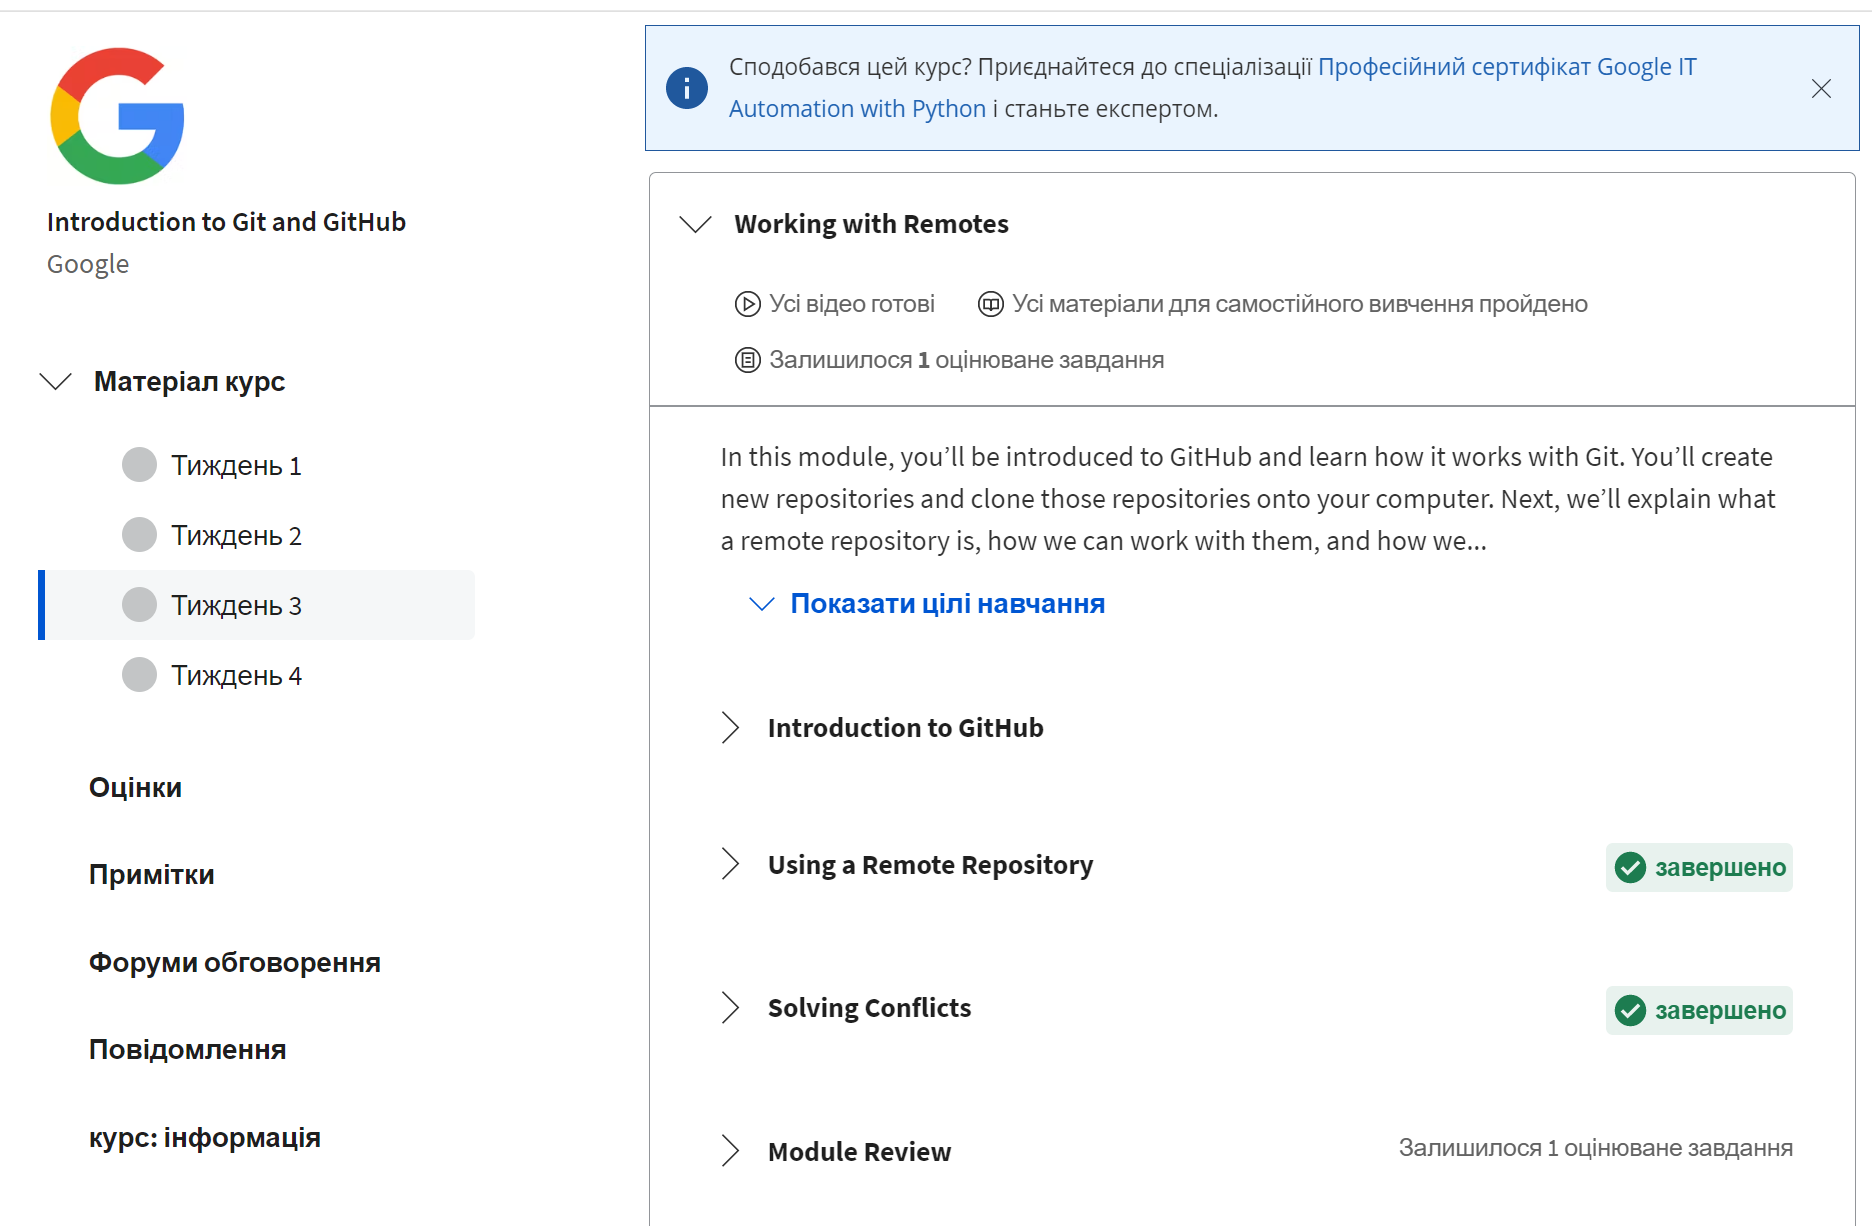 Introduction to Git and GitHub
Google
Матеріал курс
Тиждень 1
Тиждень 2
Тиждень 3
Тиждень 4
Оцінки
Примітки
Форуми обговорення
Повідомлення
курс: інформація
Сподобався цей курс? Приєднайтеся до спеціалізації Професійний сертифікат Google IT
Automation with Python і станьте експертом.
Working with Remotes
Усі відео готові Усі матеріали для самостійного вивчення пройдено
Залишилося 1 оцінюване завдання
In this module, you’ll be introduced to GitHub and learn how it works with Git. You’ll create
new repositories and clone those repositories onto your computer. Next, we’ll explain what
a remote repository is, how we can work with them, and how we...
Показати цілі навчання
Introduction to GitHub
Using a Remote Repository завершено
Solving Conflicts завершено
Module Review Залишилося 1 оцінюване завдання